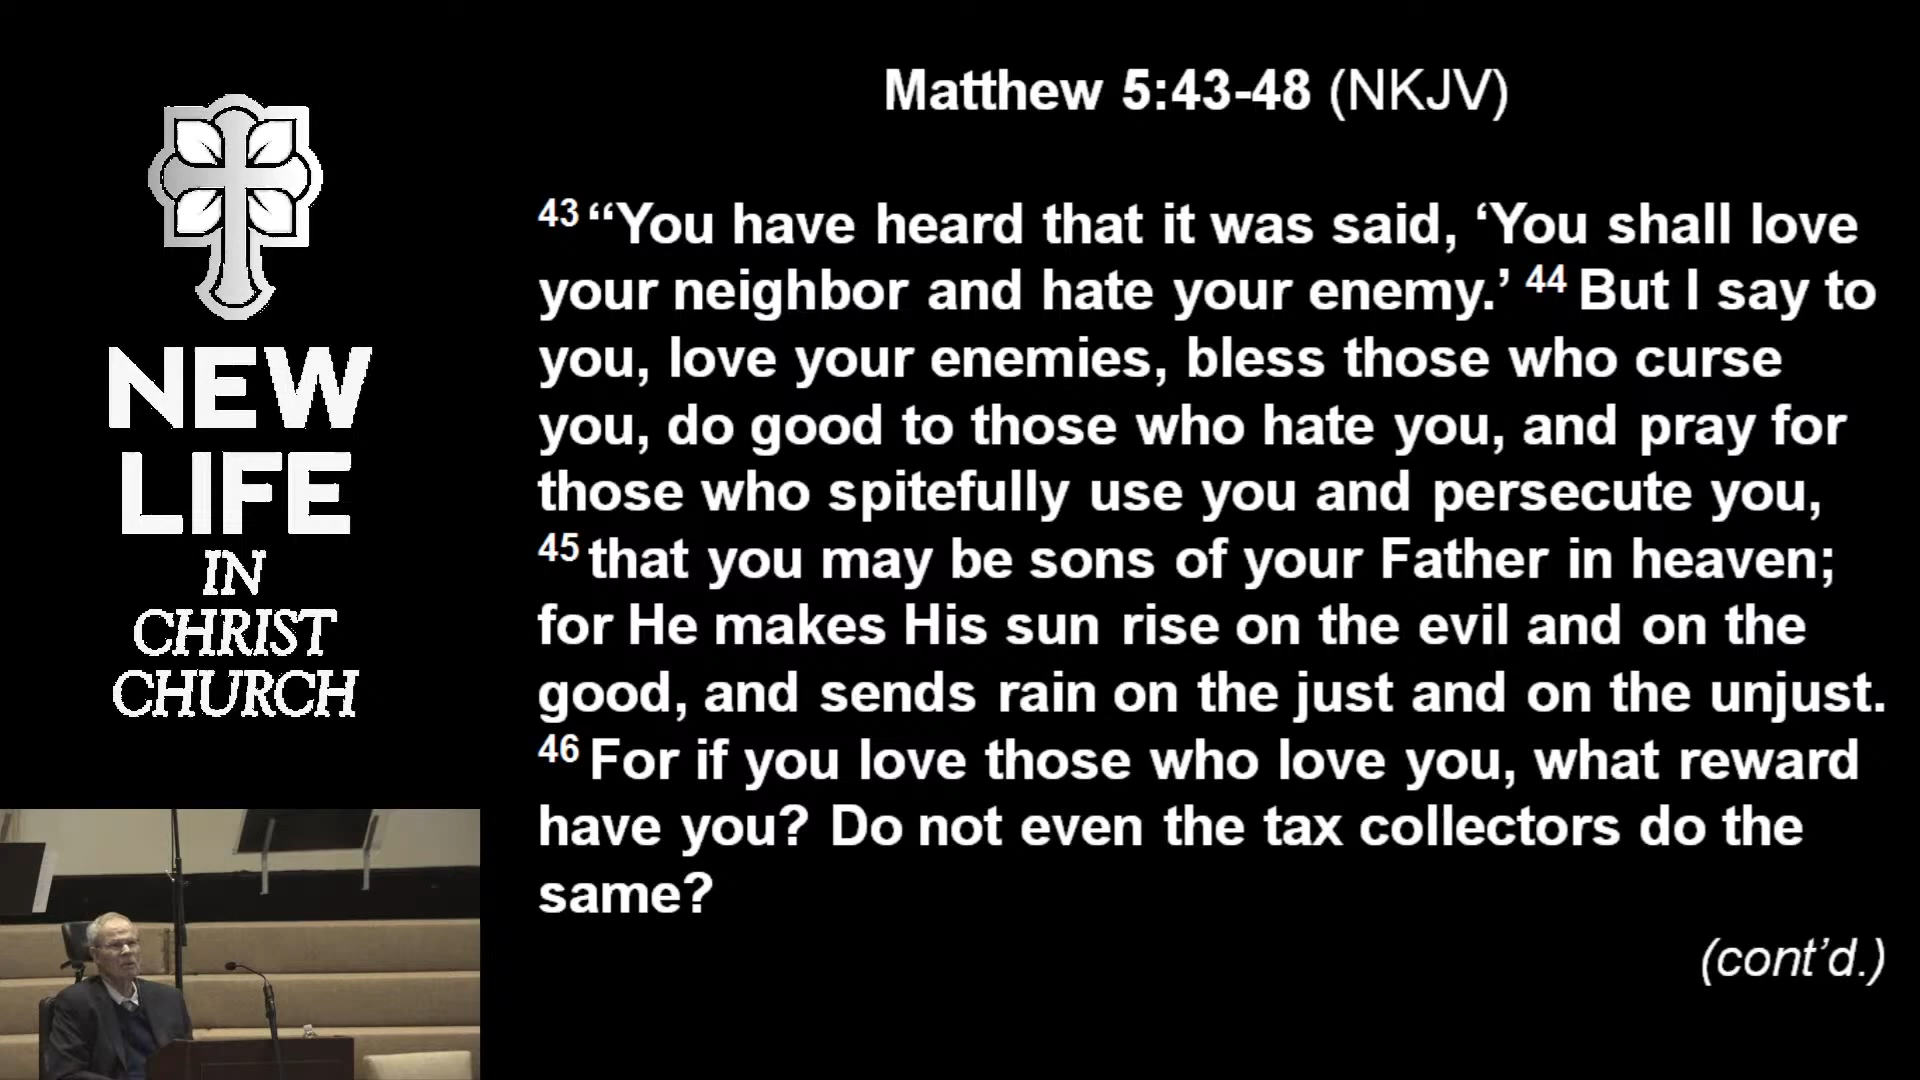 NEW
LIFE
IN
CHRIST
CHURCH
Matthew 5:43-48 (NKJV)
43 “You have heard that it was said, ‘You shall love
your neighbor and hate your enemy.’ 44 But I say to
you, love your enemies, bless those who curse
you, do good to those who hate you, and pray for
those who spitefully use you and persecute you,
45 that you may be sons of your Father in heaven;
for He makes His sun rise on the evil and on the
good, and sends rain on the just and on the unjust.
46 For if you love those who love you, what reward
have you? Do not even the tax collectors do the
same?
(cont’d.)